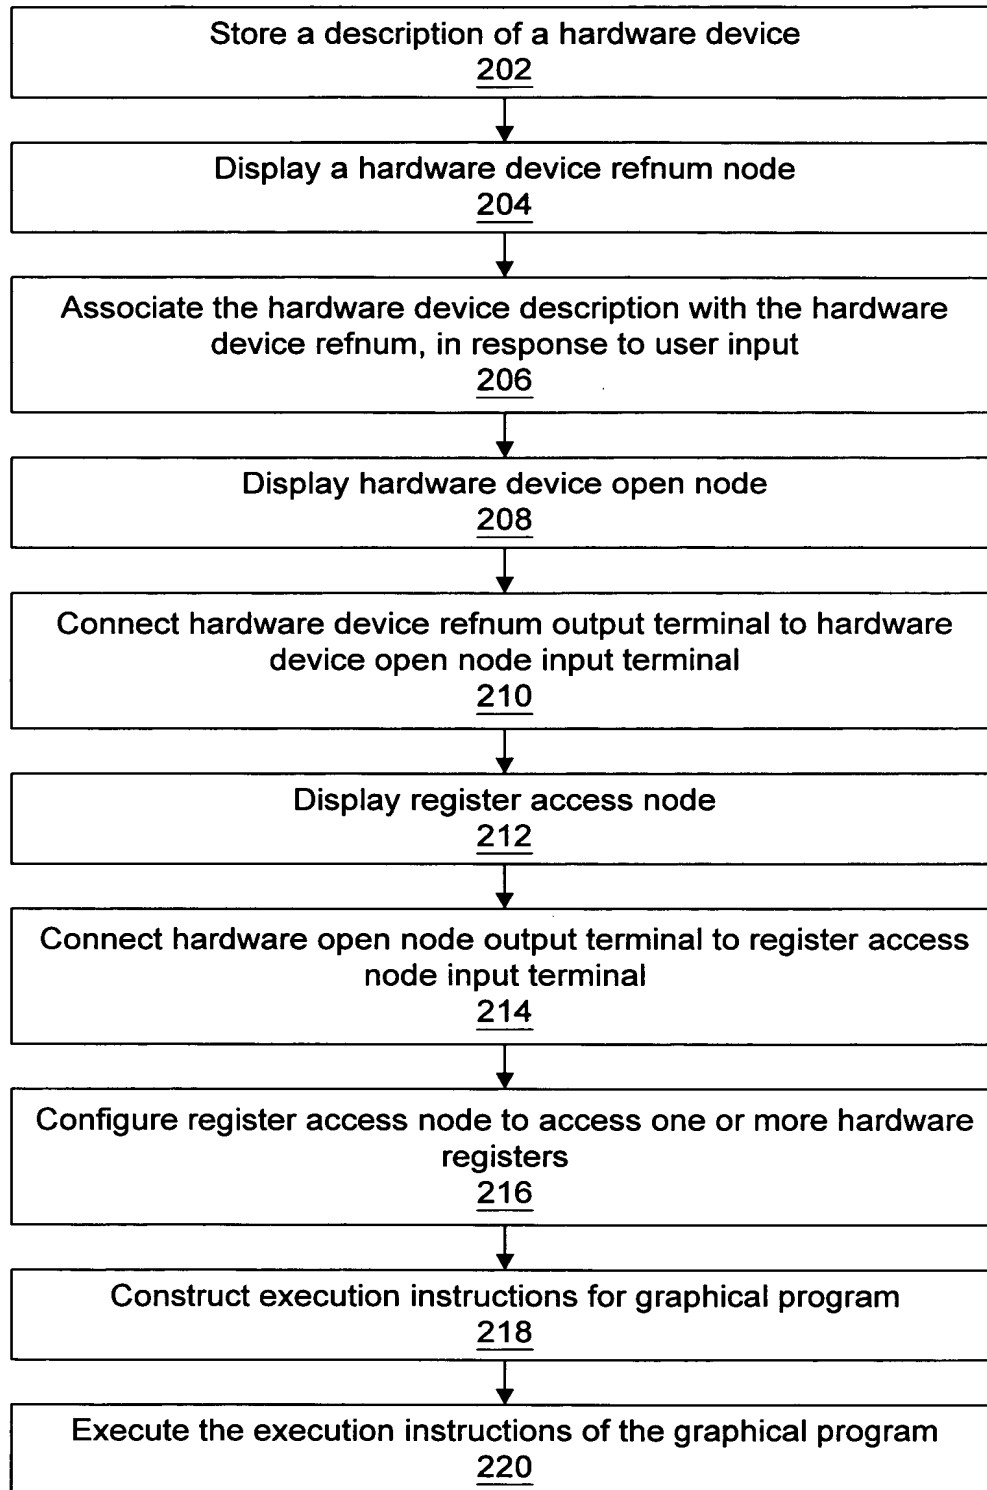 Store a description of a hardware device
202
Display a hardware device refnum node
204
Associate the hardware device description with the hardware
device refnum, in response to user input
206
Display hardware device open node
208
Connect hardware device refnum output terminal to hardware
device open node input terminal
210
Display register access node
212
Connect hardware open node output terminal to register access
node input terminal
214
Configure register access node to access one or more hardware
registers
216
Construct execution instructions for graphical program
218
Execute the execution instructions of the graphical program
220